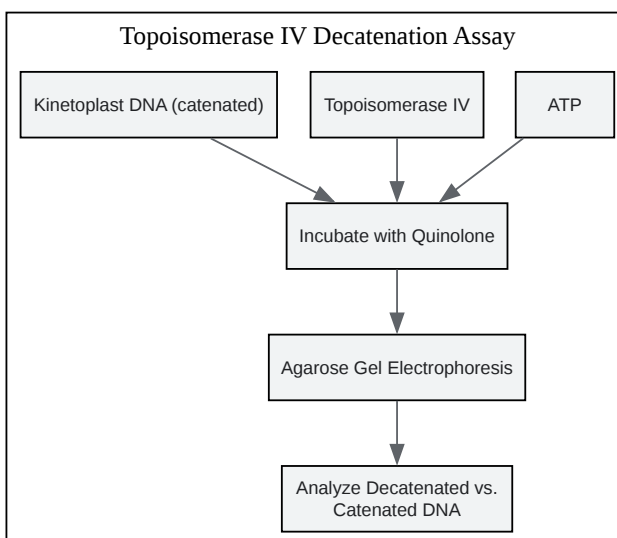 Topoisomerase IV Decatenation Assay
Kinetoplast DNA (catenated)
Topoisomerase IV
ATP
Incubate with Quinolone
Agarose Gel Electrophoresis
Analyze Decatenated vs.
Catenated DNA